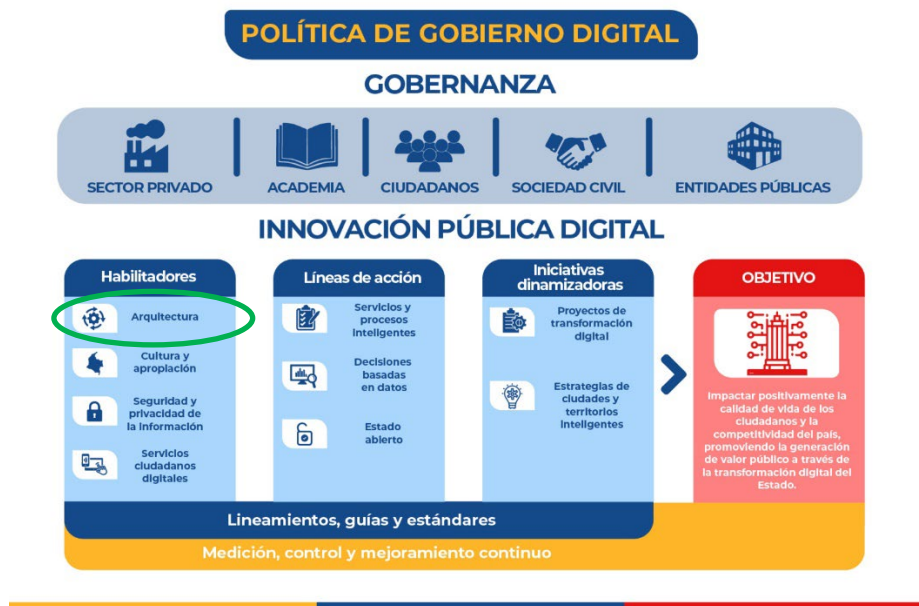 POLÍTICA DE GOBIERNO DIGITAL
GOBERNANZA
SECTOR PRIVADO
ACADEMIA
CIUDADANOS
SOCIEDAD CIVIL
ENTIDADES PÚBLICAS
INNOVACIÓN PÚBLICA DIGITAL
Habilitadores
Arquitectura
Cultura y
apropiación
Seguridad y
privacidad de
la Información
Servicios
ciudadanos
digitales
Líneas de acción
Servicios y
procesos
inteligentes
Decisiones
basadas
en datos
Estado
abierto
Iniciativas
dinamizadoras
Proyectos de
transformación
digital
Estrategias de
ciudades y
territorios
inteligentes
OBJETIVO
Impactar positivamente la
calidad de vida de los
ciudadanos y la
competitividad del país,
promoviendo la generación
de valor público a través de
la transformación digital del
Estado.
Lineamientos, guías y estándares
Medición, control y mejoramiento continuo